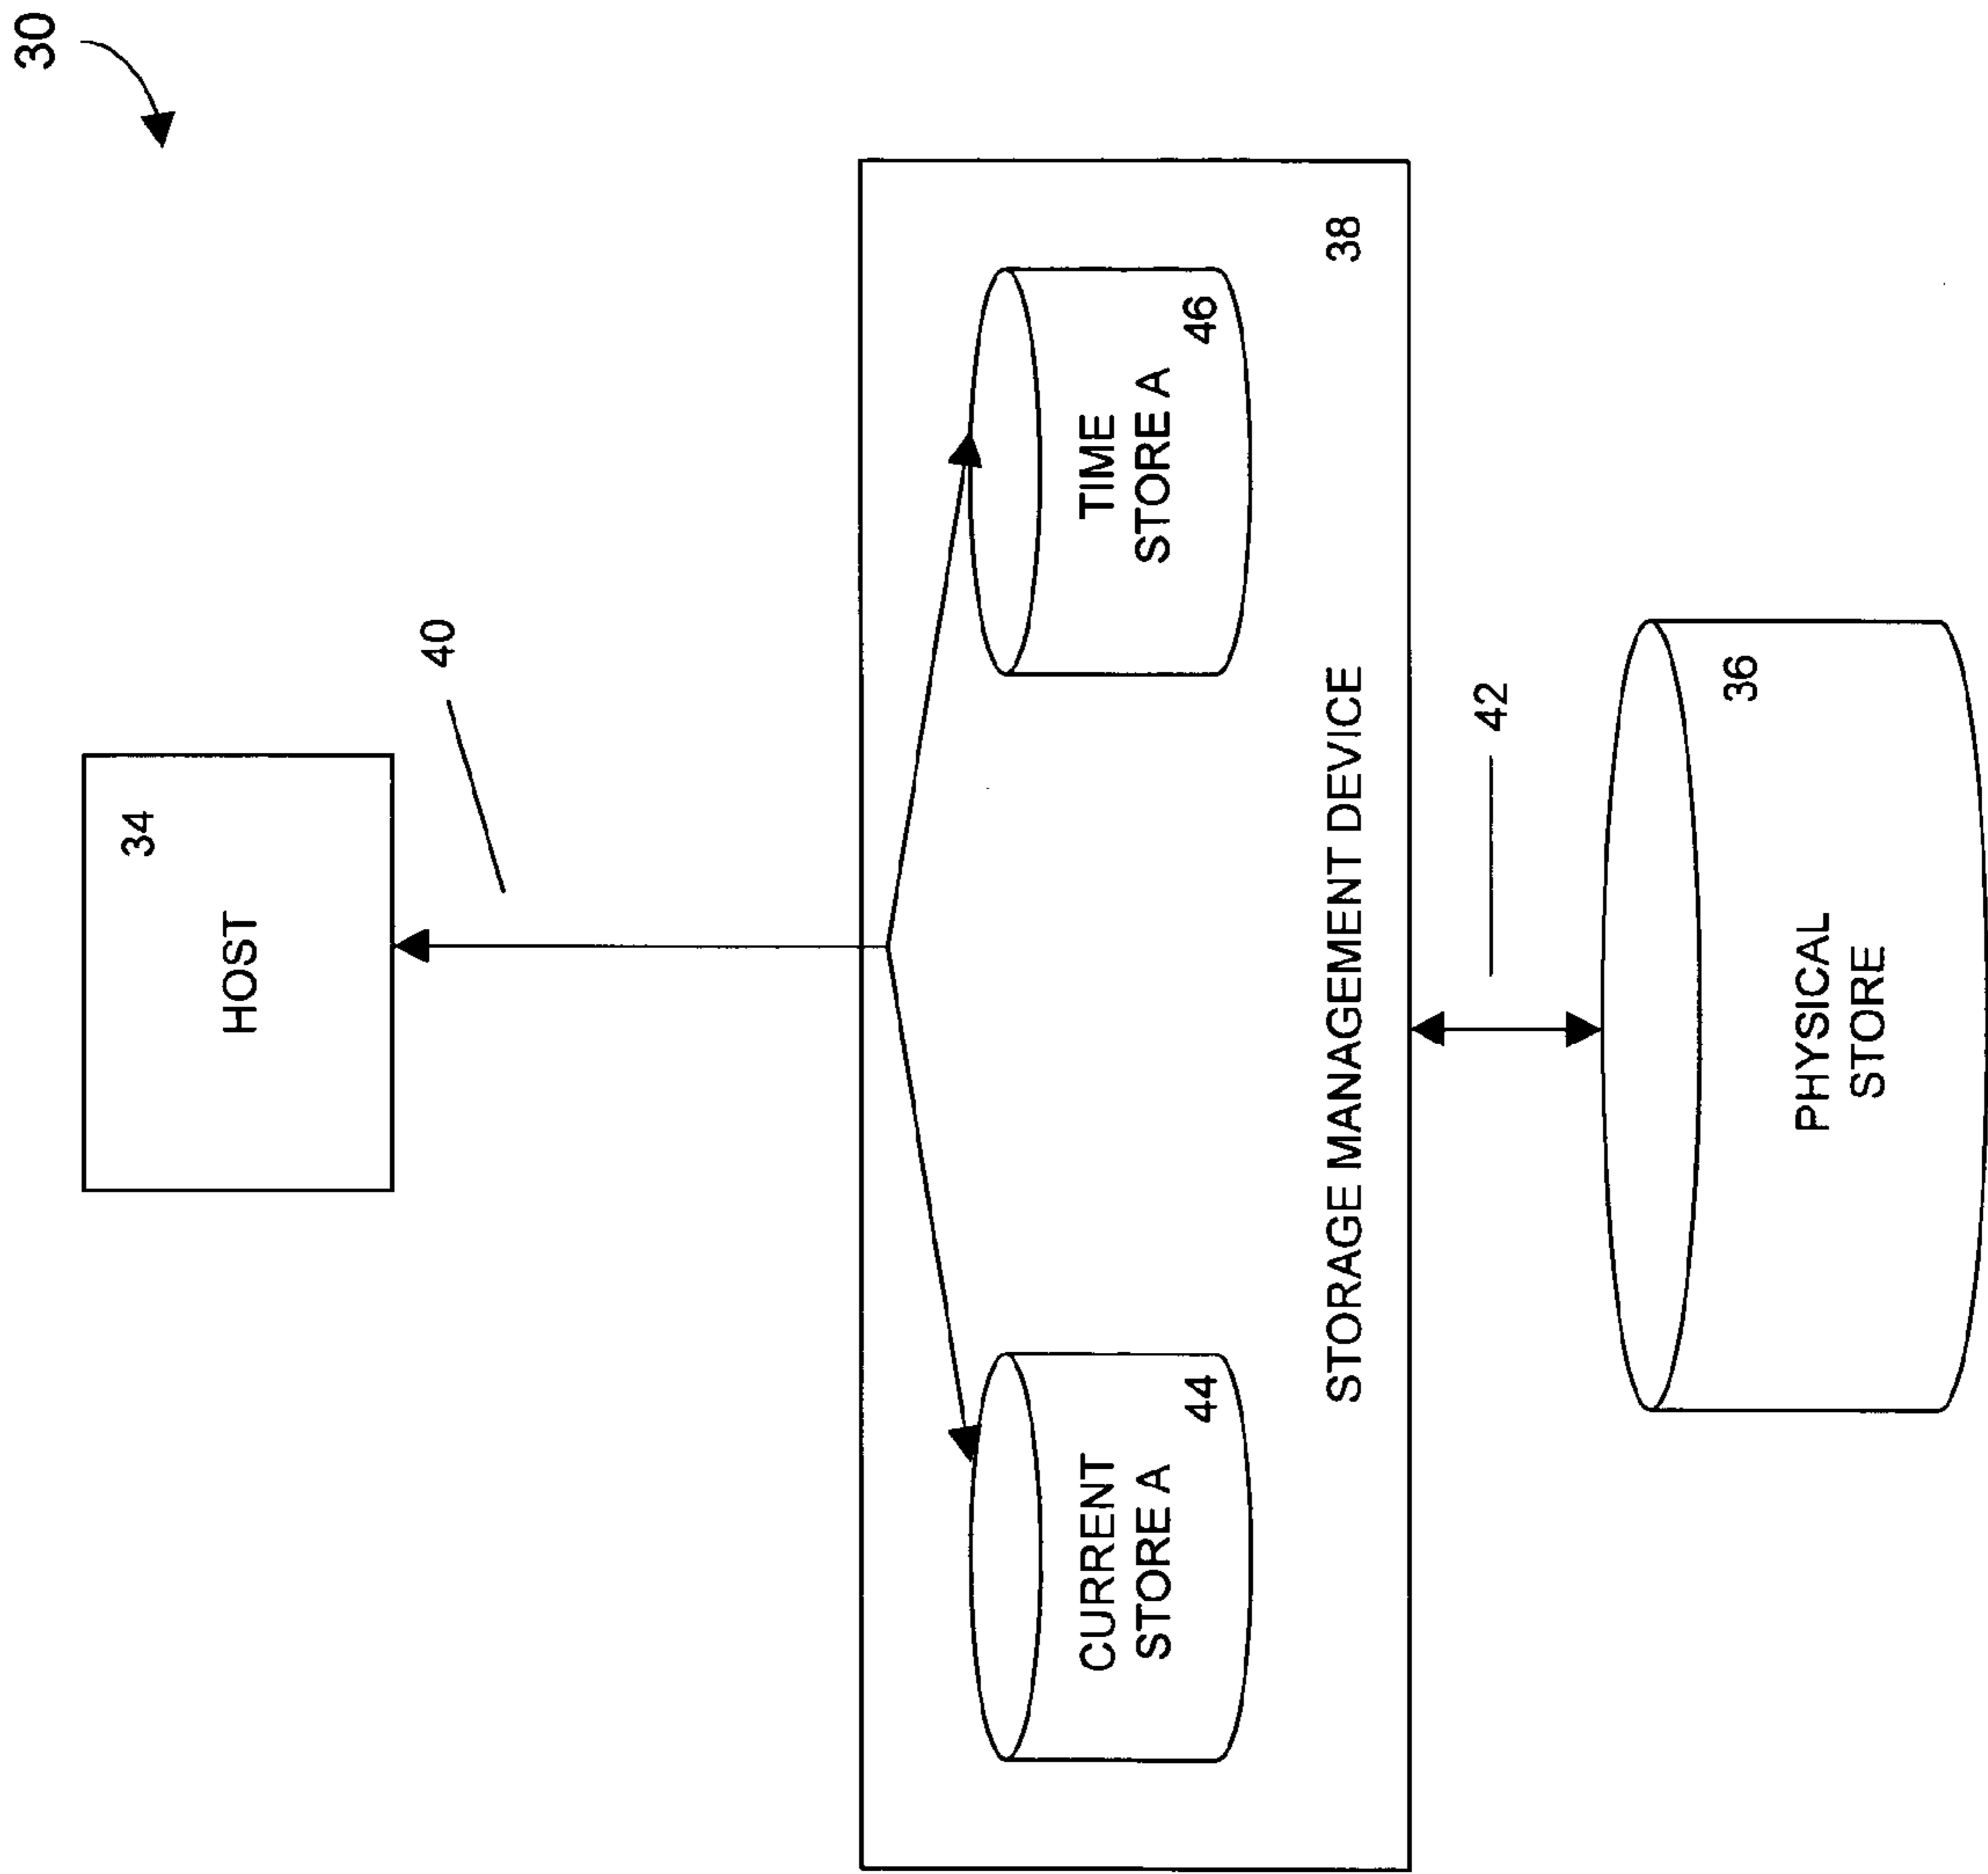 30
34
HOST
40
CURRENT
STORE A
44
TIME
STORE A
46
STORAGE MANAGEMENT DEVICE
38
42
36
PHYSICAL
STORE